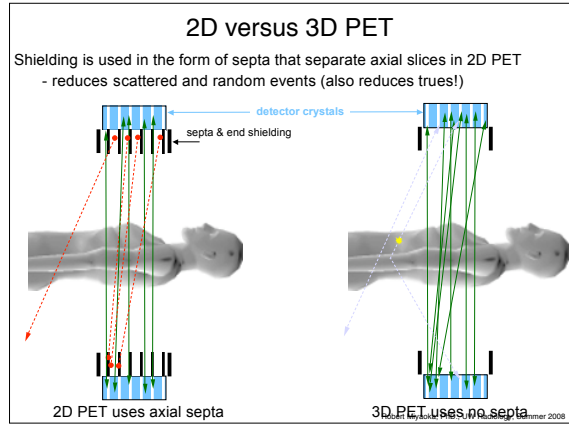 2D versus 3D PET
Shielding is used in the form of septa that separate axial slices in 2D PET
- reduces scattered and random events (also reduces trues!)
detector crystals
septa & end shielding
2D PET uses axial septa
3D PET uses no septa
Robert Miyaoka, PhD., UW Radiology, Summer 2008